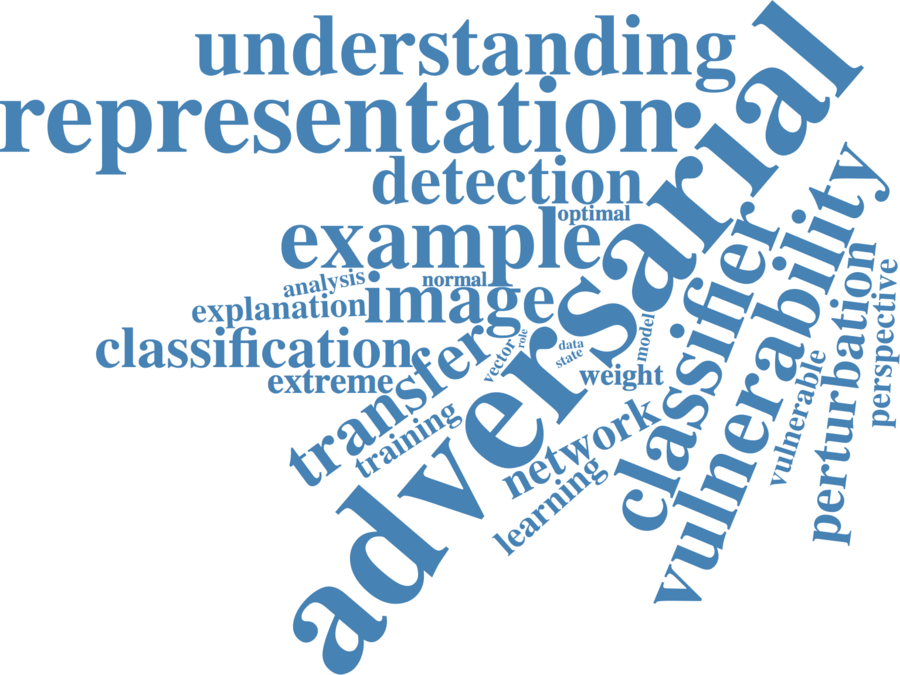 understanding
representation
detection
optimal
example
analysis
normal
explanation
image
classification
extreme
transfer
training
vector
role
data
state
model
weight
adversarial
network
learning
classifier
vulnerability
vulnerable
perturbation
perspective